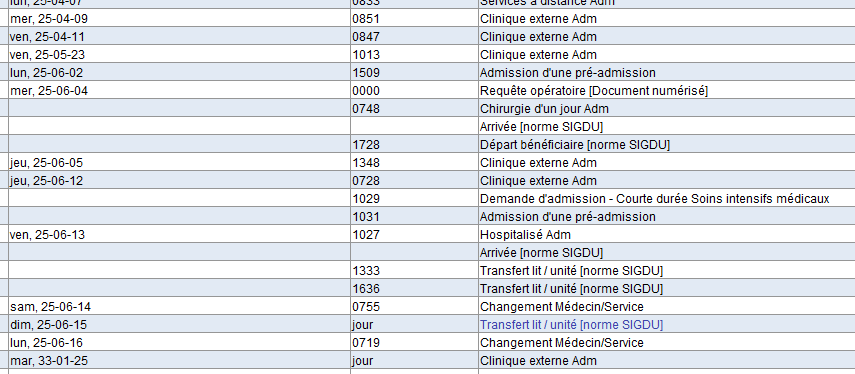 lun, 25-04-07 0833 Services à distance Adm
mer, 25-04-09 0851 Clinique externe Adm
ven, 25-04-11 0847 Clinique externe Adm
ven, 25-05-23 1013 Clinique externe Adm
lun, 25-06-02 1509 Admission d'une pré-admission
mer, 25-06-04 0000 Requête opératoire [Document numérisé]
0748 Chirurgie d'un jour Adm
Arrivée [norme SIGDU]
1728 Départ bénéficiaire [norme SIGDU]
jeu, 25-06-05 1348 Clinique externe Adm
jeu, 25-06-12 0728 Clinique externe Adm
1029 Demande d'admission - Courte durée Soins intensifs médicaux
1031 Admission d'une pré-admission
ven, 25-06-13 1027 Hospitalisé Adm
Arrivée [norme SIGDU]
1333 Transfert lit / unité [norme SIGDU]
1636 Transfert lit / unité [norme SIGDU]
sam, 25-06-14 0755 Changement Médecin/Service
dim, 25-06-15 jour Transfert lit / unité [norme SIGDU]
lun, 25-06-16 0719 Changement Médecin/Service
mar, 33-01-25 jour Clinique externe Adm